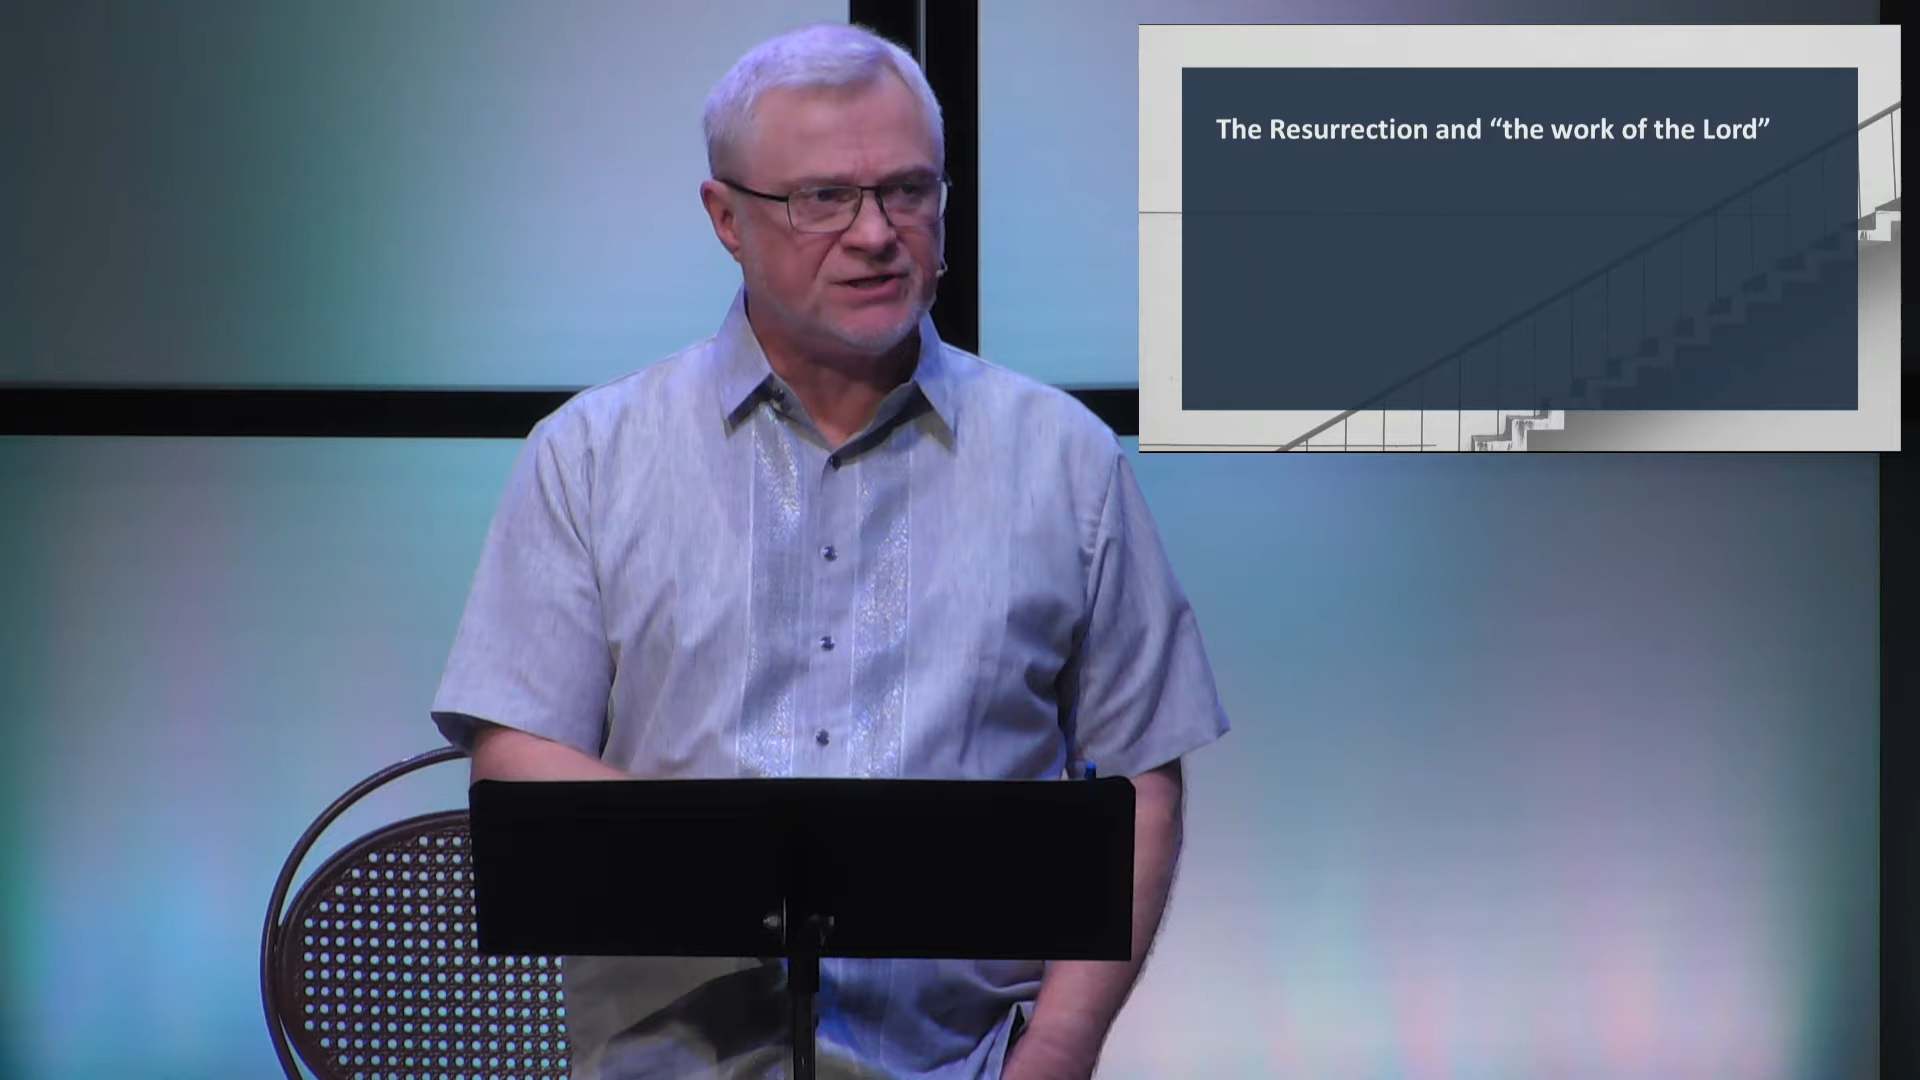 The Resurrection and “the work of the Lord”